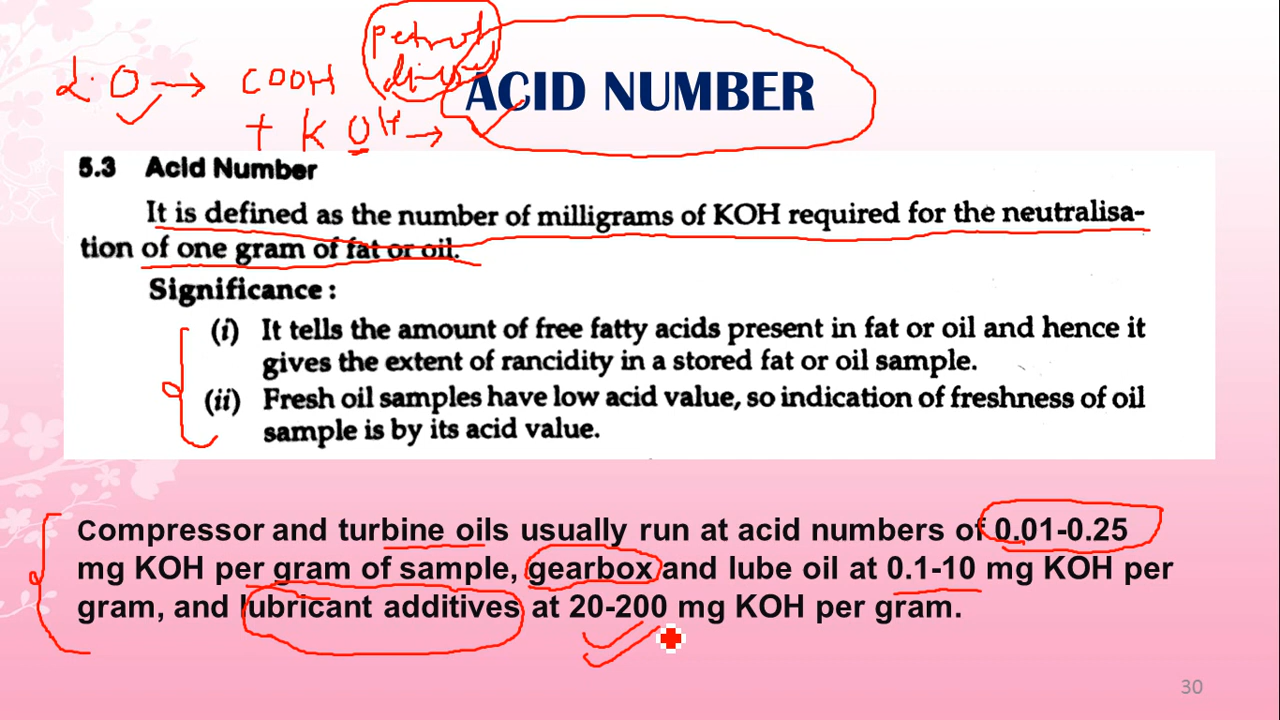 petrol
diesel
L.O → COOH
+ KOH →
ACID NUMBER
5.3 Acid Number
It is defined as the number of milligrams of KOH required for the neutralisa-
tion of one gram of fat or oil.
Significance :
(i) It tells the amount of free fatty acids present in fat or oil and hence it
gives the extent of rancidity in a stored fat or oil sample.
(ii) Fresh oil samples have low acid value, so indication of freshness of oil
sample is by its acid value.
Compressor and turbine oils usually run at acid numbers of 0.01-0.25
mg KOH per gram of sample, gearbox and lube oil at 0.1-10 mg KOH per
gram, and lubricant additives at 20-200 mg KOH per gram.
30